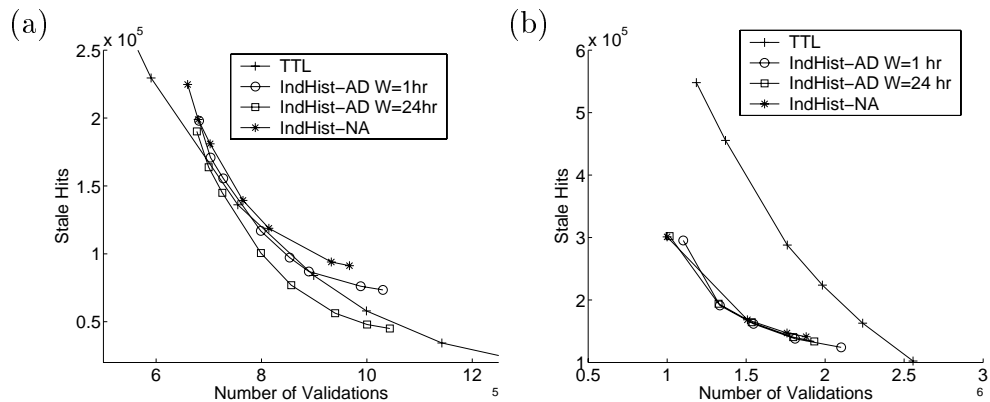 (a)
x 10^5
2.5
2
1.5
1
0.5
Stale Hits
TTL
IndHist-AD W=1hr
IndHist-AD W=24hr
IndHist-NA
6 8 10 12
Number of Validations
5
(b)
x 10^5
6
5
4
3
2
1
Stale Hits
TTL
IndHist-AD W=1 hr
IndHist-AD W=24 hr
IndHist-NA
0.5 1 1.5 2 2.5 3
Number of Validations
6